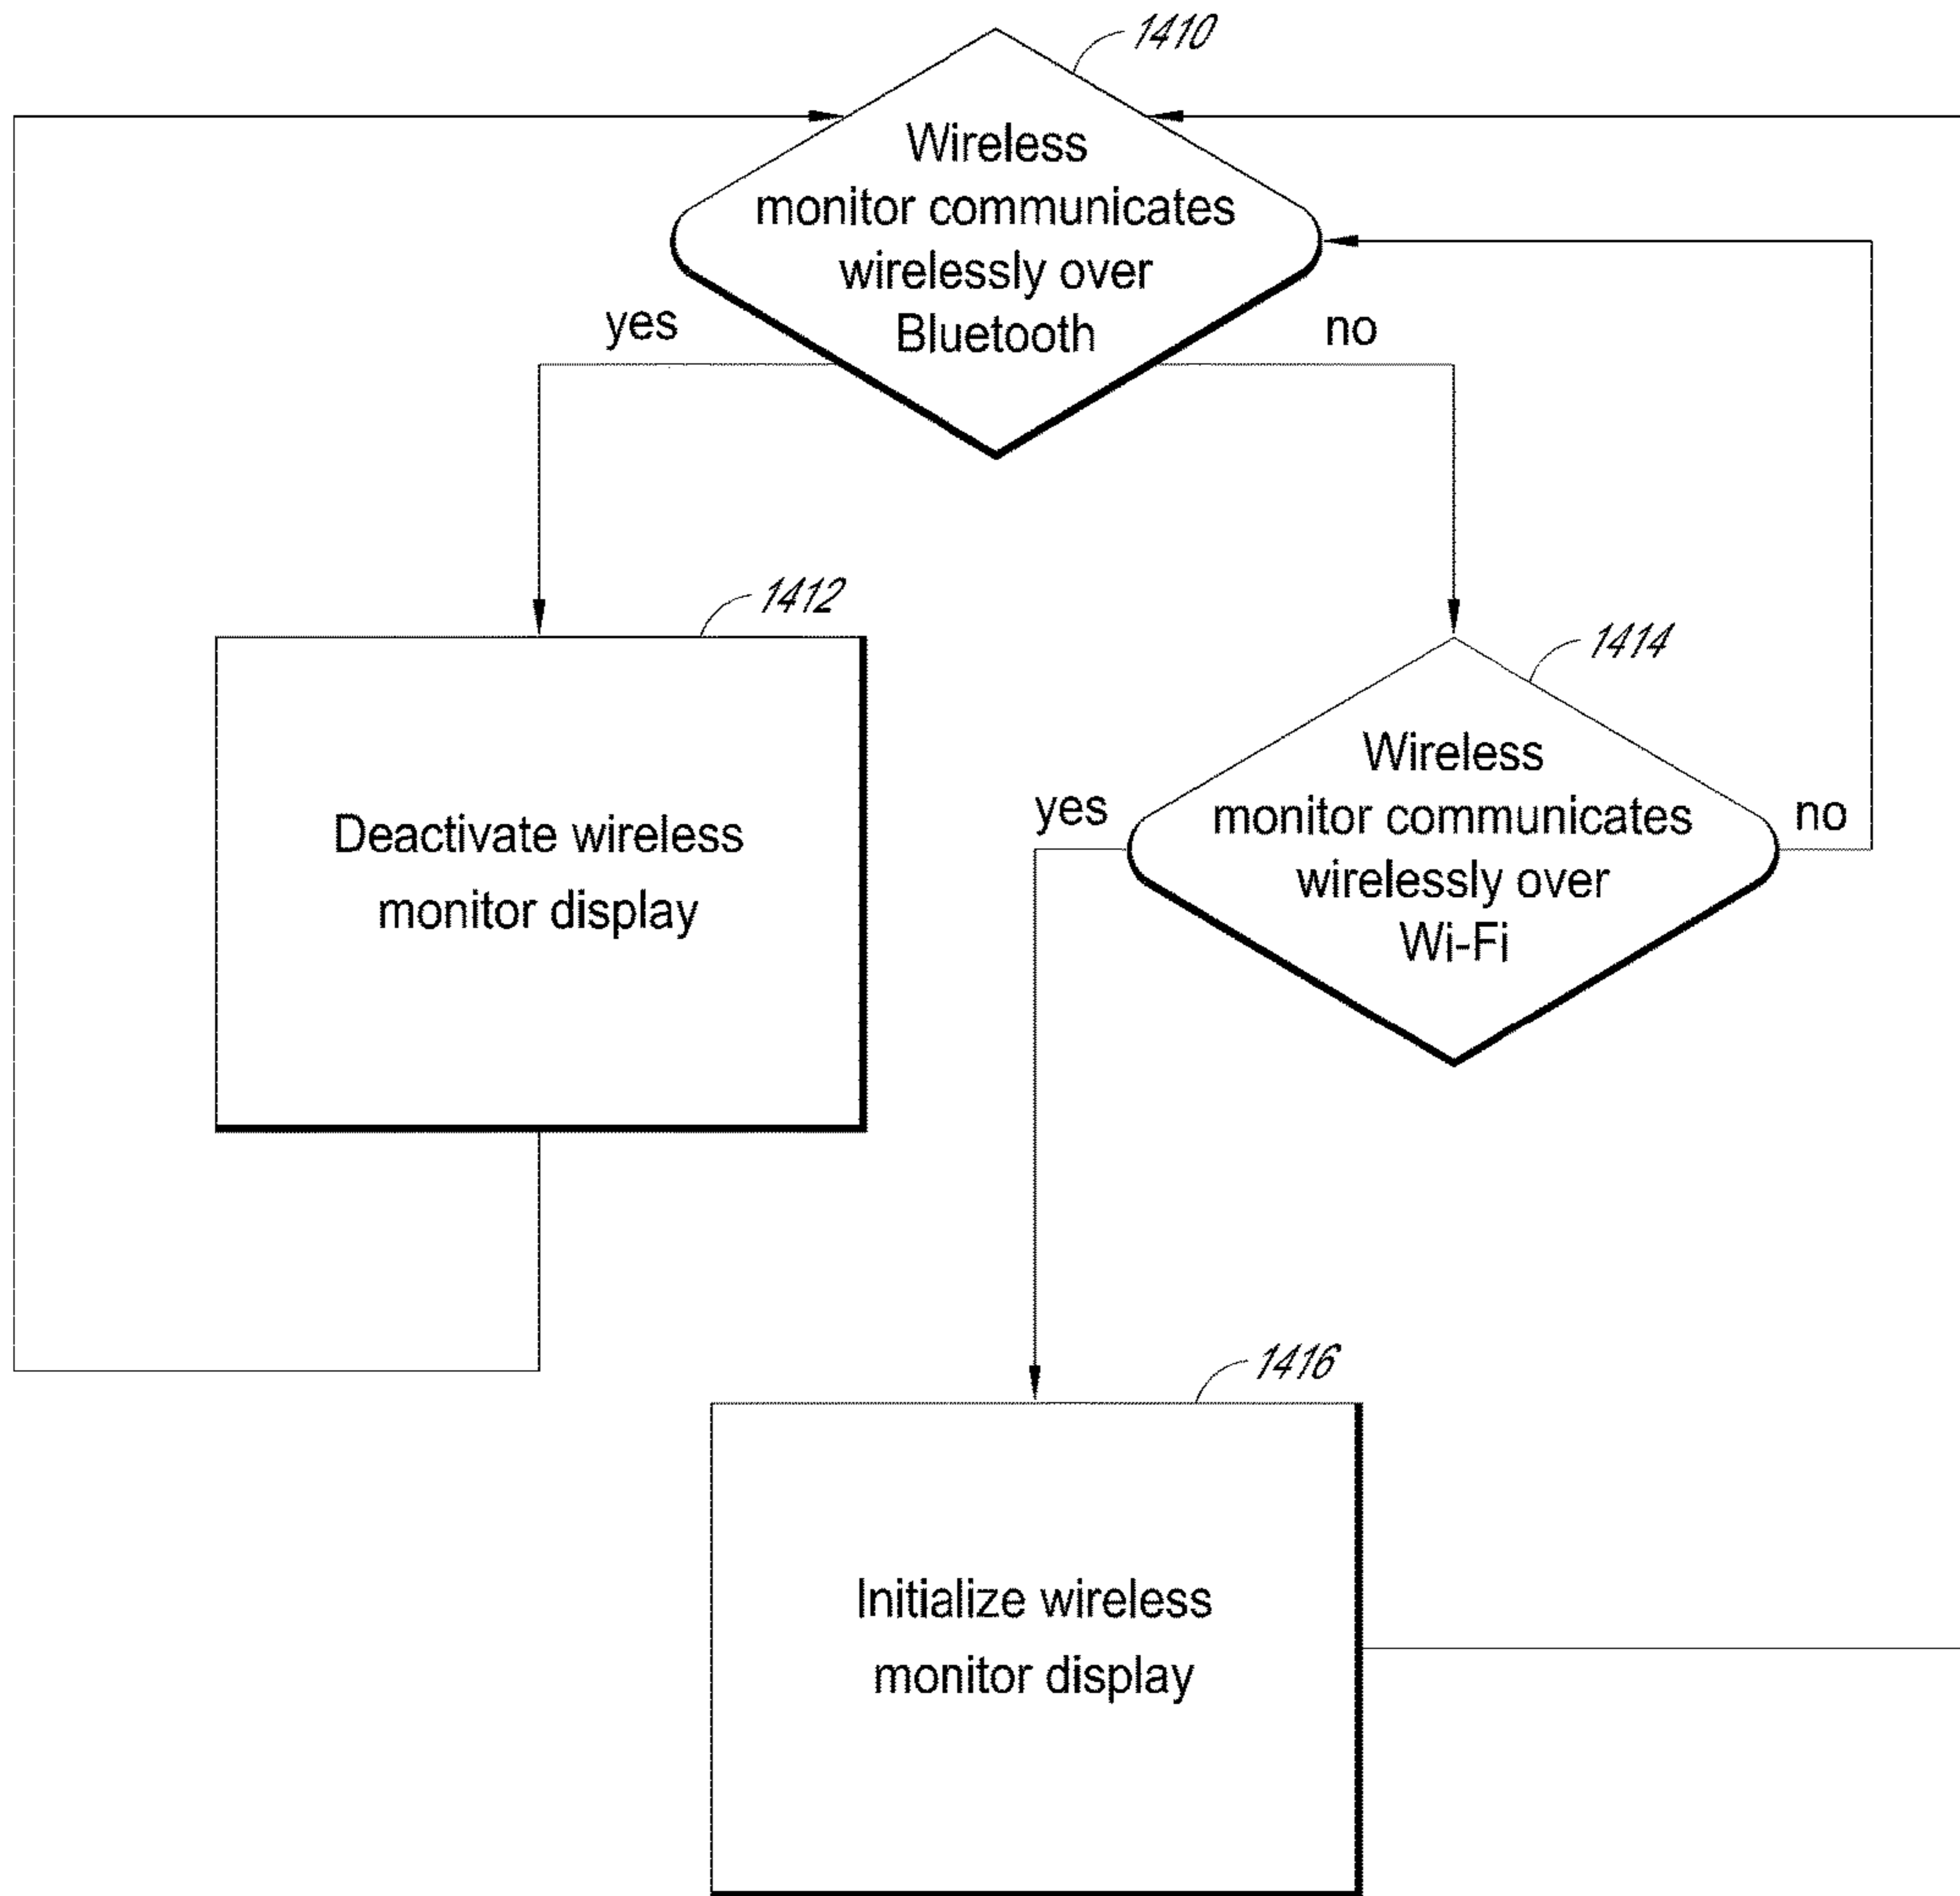 1410
Wireless
monitor communicates
wirelessly over
Bluetooth
yes
no
1412
Deactivate wireless
monitor display
1414
Wireless
monitor communicates
wirelessly over
Wi-Fi
yes
no
1416
Initialize wireless
monitor display